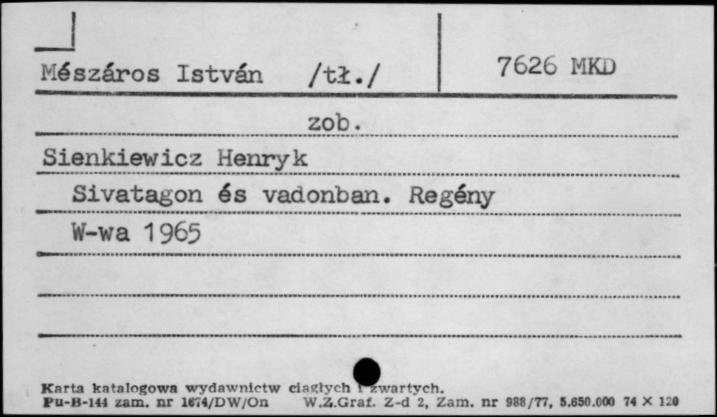 Mészáros István /tł./ 7626 MKD
zob.
Sienkiewicz Henryk
Sivatagon és vadonban. Regény
W-wa 1965
Karta katalogowa wydawnictw ciągłych i zwartych.
Pu-B-144 zam. nr 1674/DW/On W.Z.Graf. Z-d 2, Zam. nr 988/77, 5.650.000 74 X 120